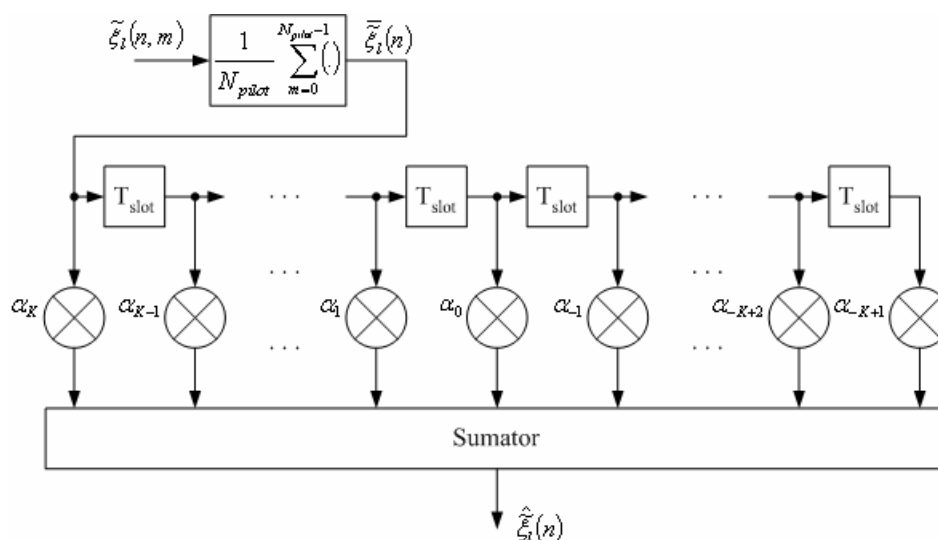 ξ̃_l(n, m)
1/N_pilot ∑_{m=0}^{N_pilot−1}(.)
ξ̃̄_l(n)
T_slot . . . T_slot T_slot . . . T_slot
. . . . . .
α_K α_{K−1} α_1 α_0 α_{−1} α_{−K+2} α_{−K+1}
. . . . . .
Sumator
ξ̃̂_l(n)